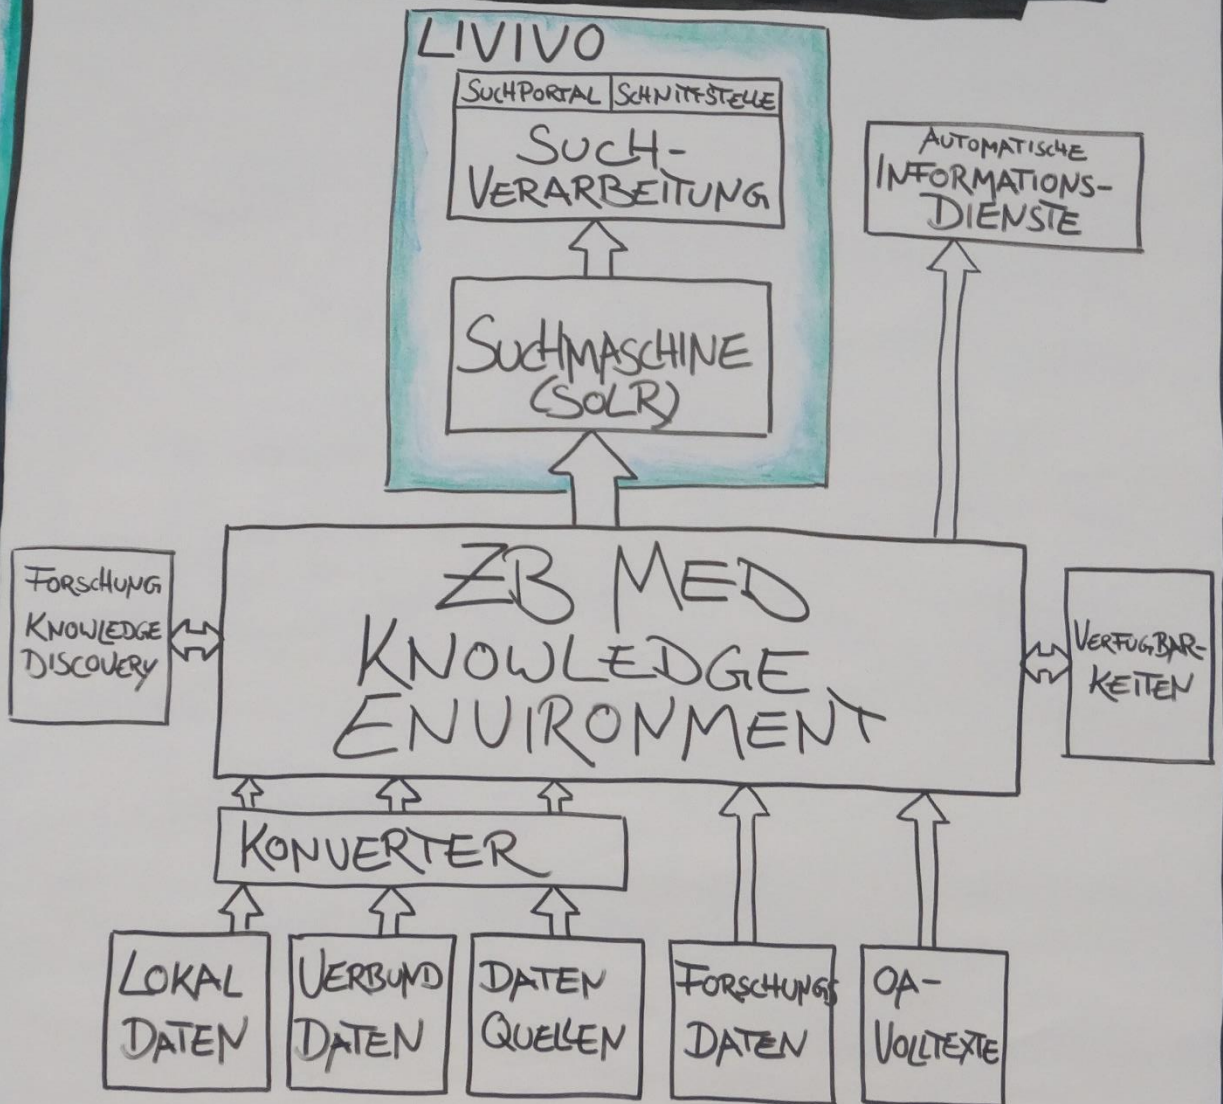 LIVIVO
SUCHPORTAL SCHNITTSTELLE
SUCH-
VERARBEITUNG
AUTOMATISCHE
INFORMATIONS-
DIENSTE
SUCHMASCHINE
(SOLR)
FORSCHUNG
KNOWLEDGE
DISCOVERY
ZB MED
KNOWLEDGE
ENVIRONMENT
VERFUGBAR-
KEITEN
KONVERTER
LOKAL
DATEN
VERBUND
DATEN
DATEN
QUELLEN
FORSCHUNGS
DATEN
OA-
VOLLTEXTE